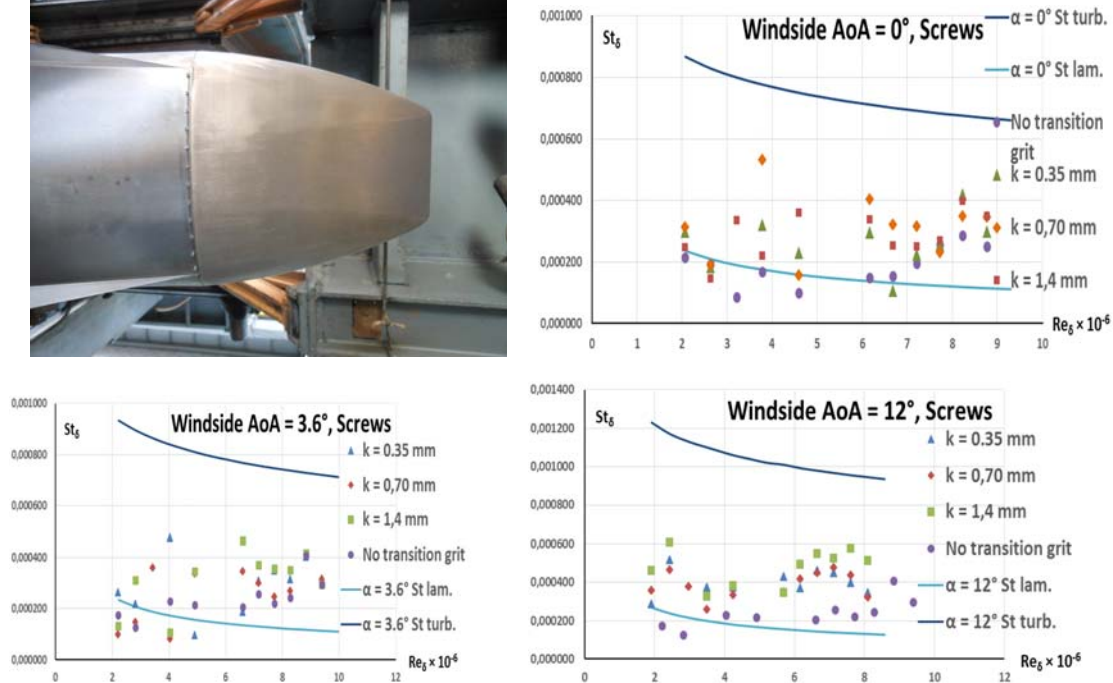 0,001000
0,000800
0,000600
0,000400
0,000200
0,000000
St_δ
Windside AoA = 0°, Screws
α = 0° St turb.
α = 0° St lam.
No transition
grit
k = 0.35 mm
k = 0,70 mm
k = 1,4 mm
Re_δ × 10⁻⁶
0 1 2 3 4 5 6 7 8 9 10
0,001000
0,000800
0,000600
0,000400
0,000200
0,000000
St_δ
Windside AoA = 3.6°, Screws
k = 0.35 mm
k = 0,70 mm
k = 1,4 mm
No transition grit
α = 3.6° St lam.
α = 3.6° St turb.
Re_δ × 10⁻⁶
0 2 4 6 8 10 12
0,001400
0,001200
0,001000
0,000800
0,000600
0,000400
0,000200
0,000000
St_δ
Windside AoA = 12°, Screws
k = 0.35 mm
k = 0,70 mm
k = 1,4 mm
No transition grit
α = 12° St lam.
α = 12° St turb.
Re_δ × 10⁻⁶
0 2 4 6 8 10 12